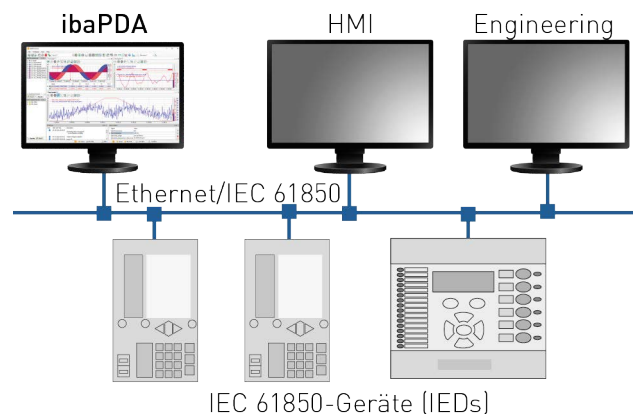 ibaPDA
HMI
Engineering
Ethernet/IEC 61850
IEC 61850-Geräte (IEDs)